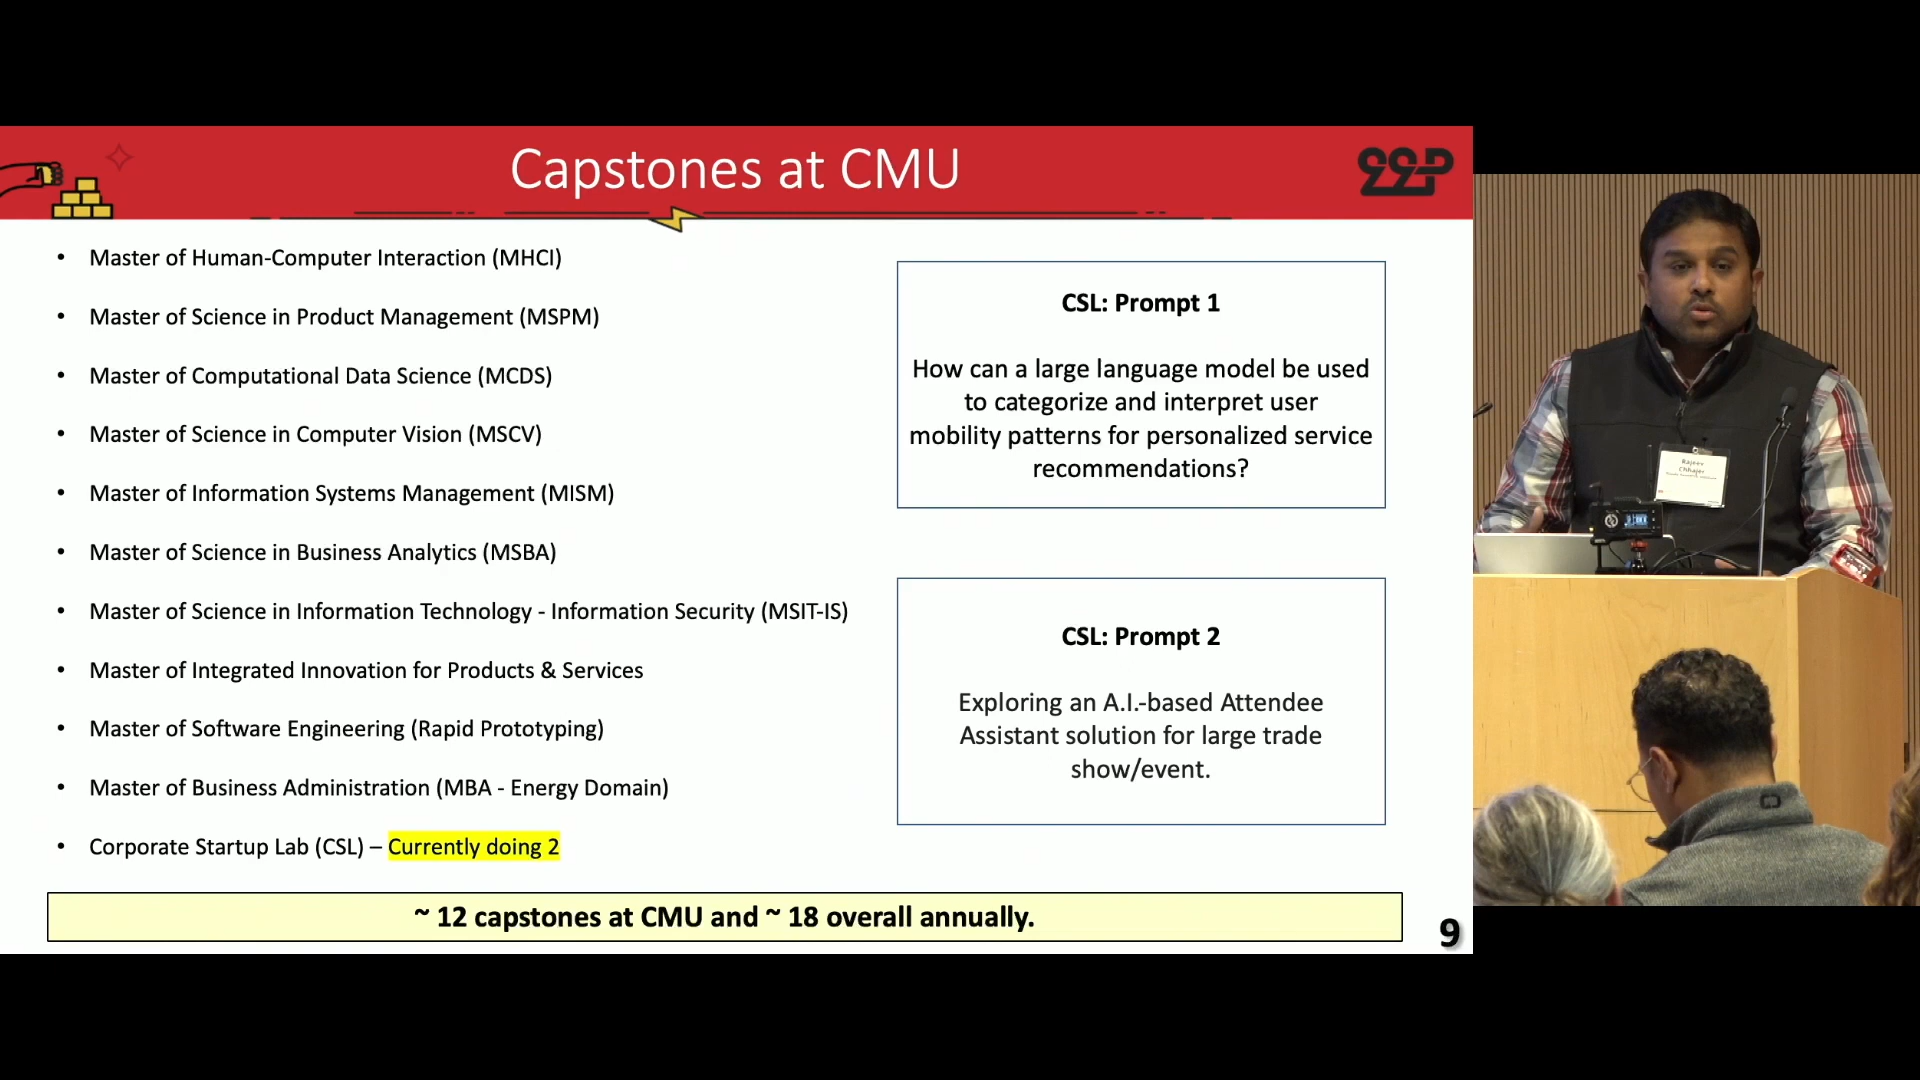 Capstones at CMU
99P
• Master of Human-Computer Interaction (MHCI)
• Master of Science in Product Management (MSPM)
• Master of Computational Data Science (MCDS)
• Master of Science in Computer Vision (MSCV)
• Master of Information Systems Management (MISM)
• Master of Science in Business Analytics (MSBA)
• Master of Science in Information Technology - Information Security (MSIT-IS)
• Master of Integrated Innovation for Products & Services
• Master of Software Engineering (Rapid Prototyping)
• Master of Business Administration (MBA - Energy Domain)
• Corporate Startup Lab (CSL) – Currently doing 2
CSL: Prompt 1
How can a large language model be used
to categorize and interpret user
mobility patterns for personalized service
recommendations?
CSL: Prompt 2
Exploring an A.I.-based Attendee
Assistant solution for large trade
show/event.
~ 12 capstones at CMU and ~ 18 overall annually.
9
Rajeev
Chhajer